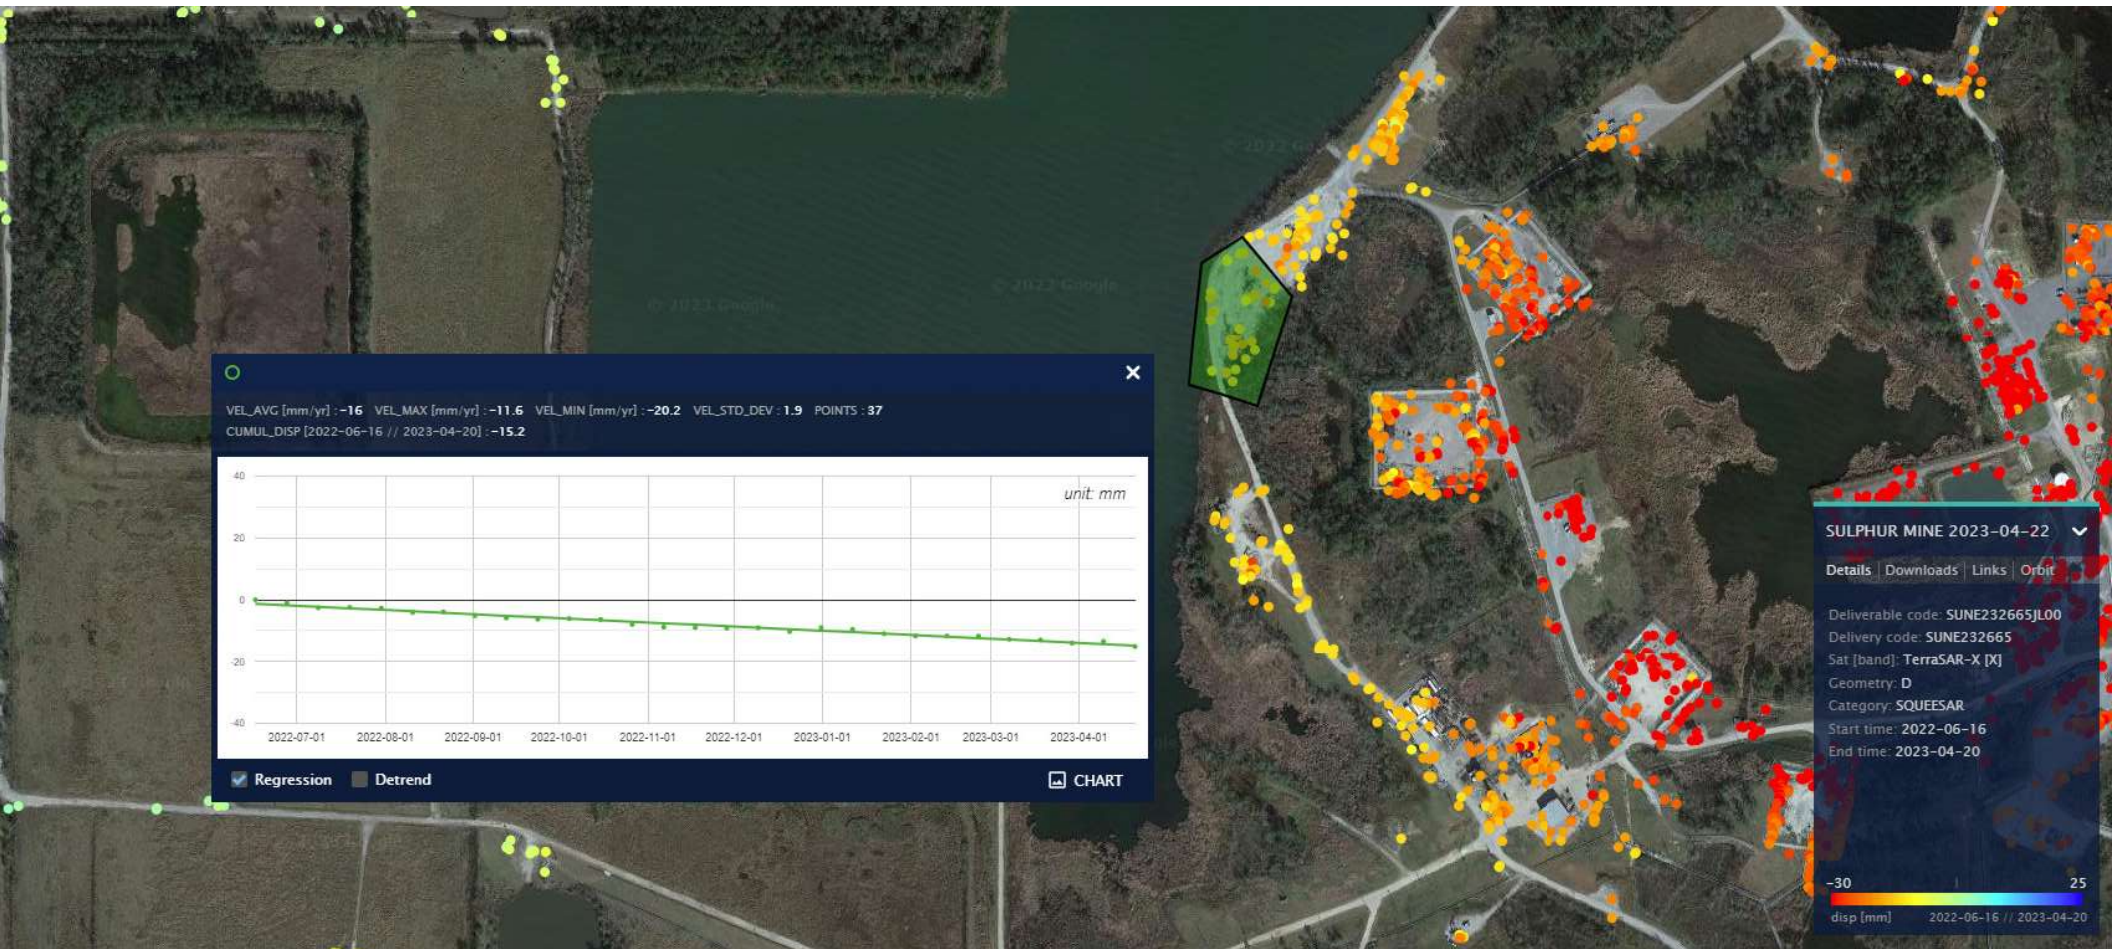 © 2022 Google
© 2023 Google
VEL_AVG [mm/yr] : -16 VEL_MAX [mm/yr] : -11.6 VEL_MIN [mm/yr] : -20.2 VEL_STD_DEV : 1.9 POINTS : 37
CUMUL_DISP [2022-06-16 // 2023-04-20] : -15.2
unit: mm
40
20
0
-20
-40
2022-07-01 2022-08-01 2022-09-01 2022-10-01 2022-11-01 2022-12-01 2023-01-01 2023-02-01 2023-03-01 2023-04-01
Regression Detrend CHART
SULPHUR MINE 2023-04-22
Details | Downloads | Links | Orbit
Deliverable code: SUNE232665JL00
Delivery code: SUNE232665
Sat [band]: TerraSAR-X [X]
Geometry: D
Category: SQUEESAR
Start time: 2022-06-16
End time: 2023-04-20
-30 25
disp [mm] 2022-06-16 // 2023-04-20